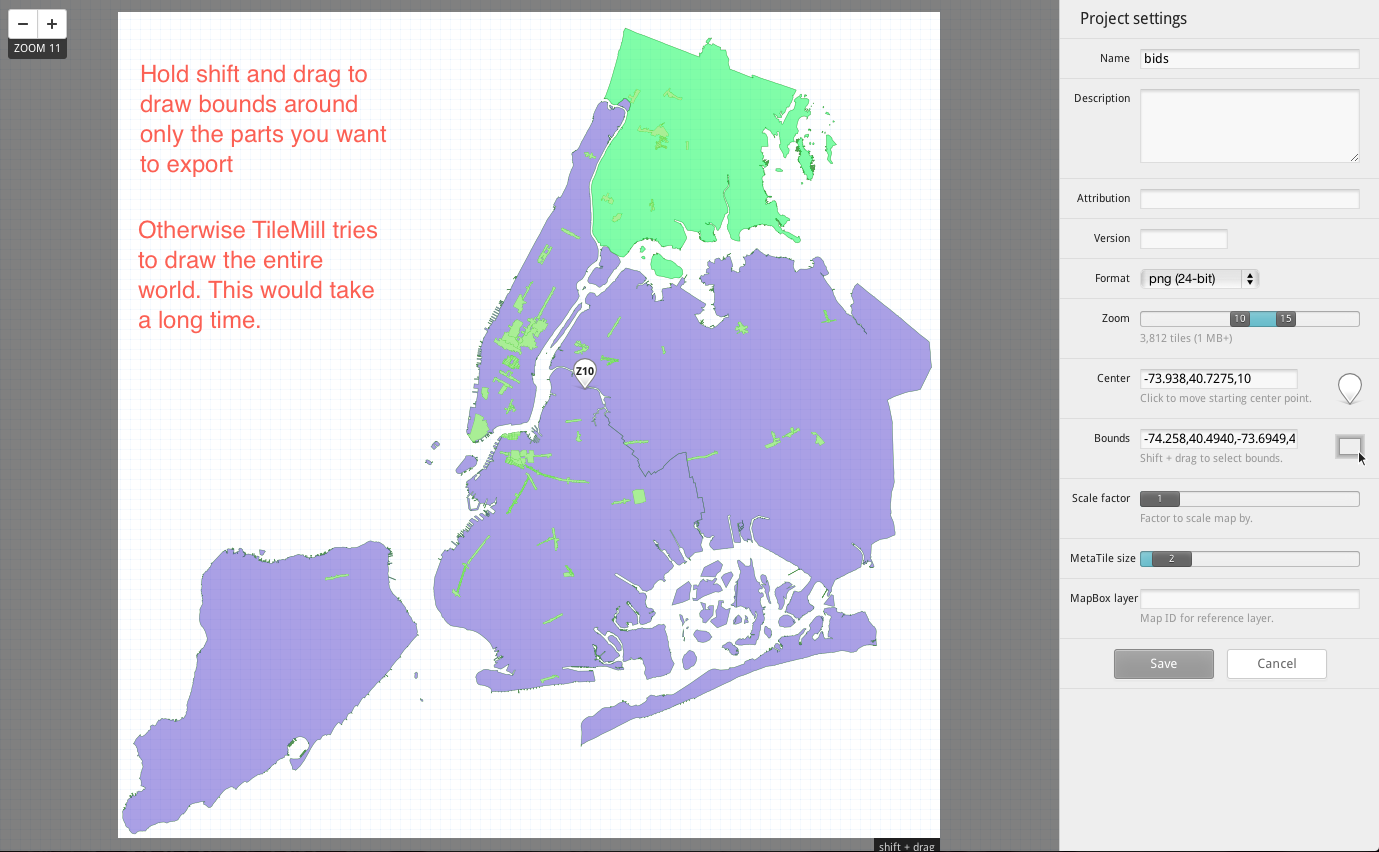 − +
ZOOM 11
Hold shift and drag to
draw bounds around
only the parts you want
to export
Otherwise TileMill tries
to draw the entire
world. This would take
a long time.
Z10
shift + drag
Project settings
Name bids
Description
Attribution
Version
Format png (24-bit)
Zoom 10 15
3,812 tiles (1 MB+)
Center -73.938,40.7275,10
Click to move starting center point.
Bounds -74.258,40.4940,-73.6949,4
Shift + drag to select bounds.
Scale factor 1
Factor to scale map by.
MetaTile size 2
MapBox layer
Map ID for reference layer.
Save Cancel